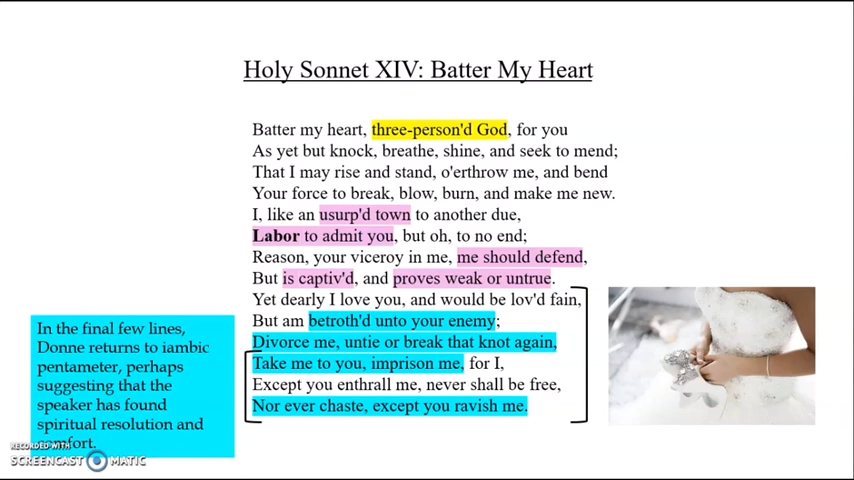 Holy Sonnet XIV: Batter My Heart
Batter my heart, three-person'd God, for you
As yet but knock, breathe, shine, and seek to mend;
That I may rise and stand, o'erthrow me, and bend
Your force to break, blow, burn, and make me new.
I, like an usurp'd town to another due,
Labor to admit you, but oh, to no end;
Reason, your viceroy in me, me should defend,
But is captiv'd, and proves weak or untrue.
Yet dearly I love you, and would be lov'd fain,
But am betroth'd unto your enemy;
Divorce me, untie or break that knot again,
Take me to you, imprison me, for I,
Except you enthrall me, never shall be free,
Nor ever chaste, except you ravish me.
In the final few lines,
Donne returns to iambic
pentameter, perhaps
suggesting that the
speaker has found
spiritual resolution and
comfort.
RECORDED WITH
SCREENCAST MATIC